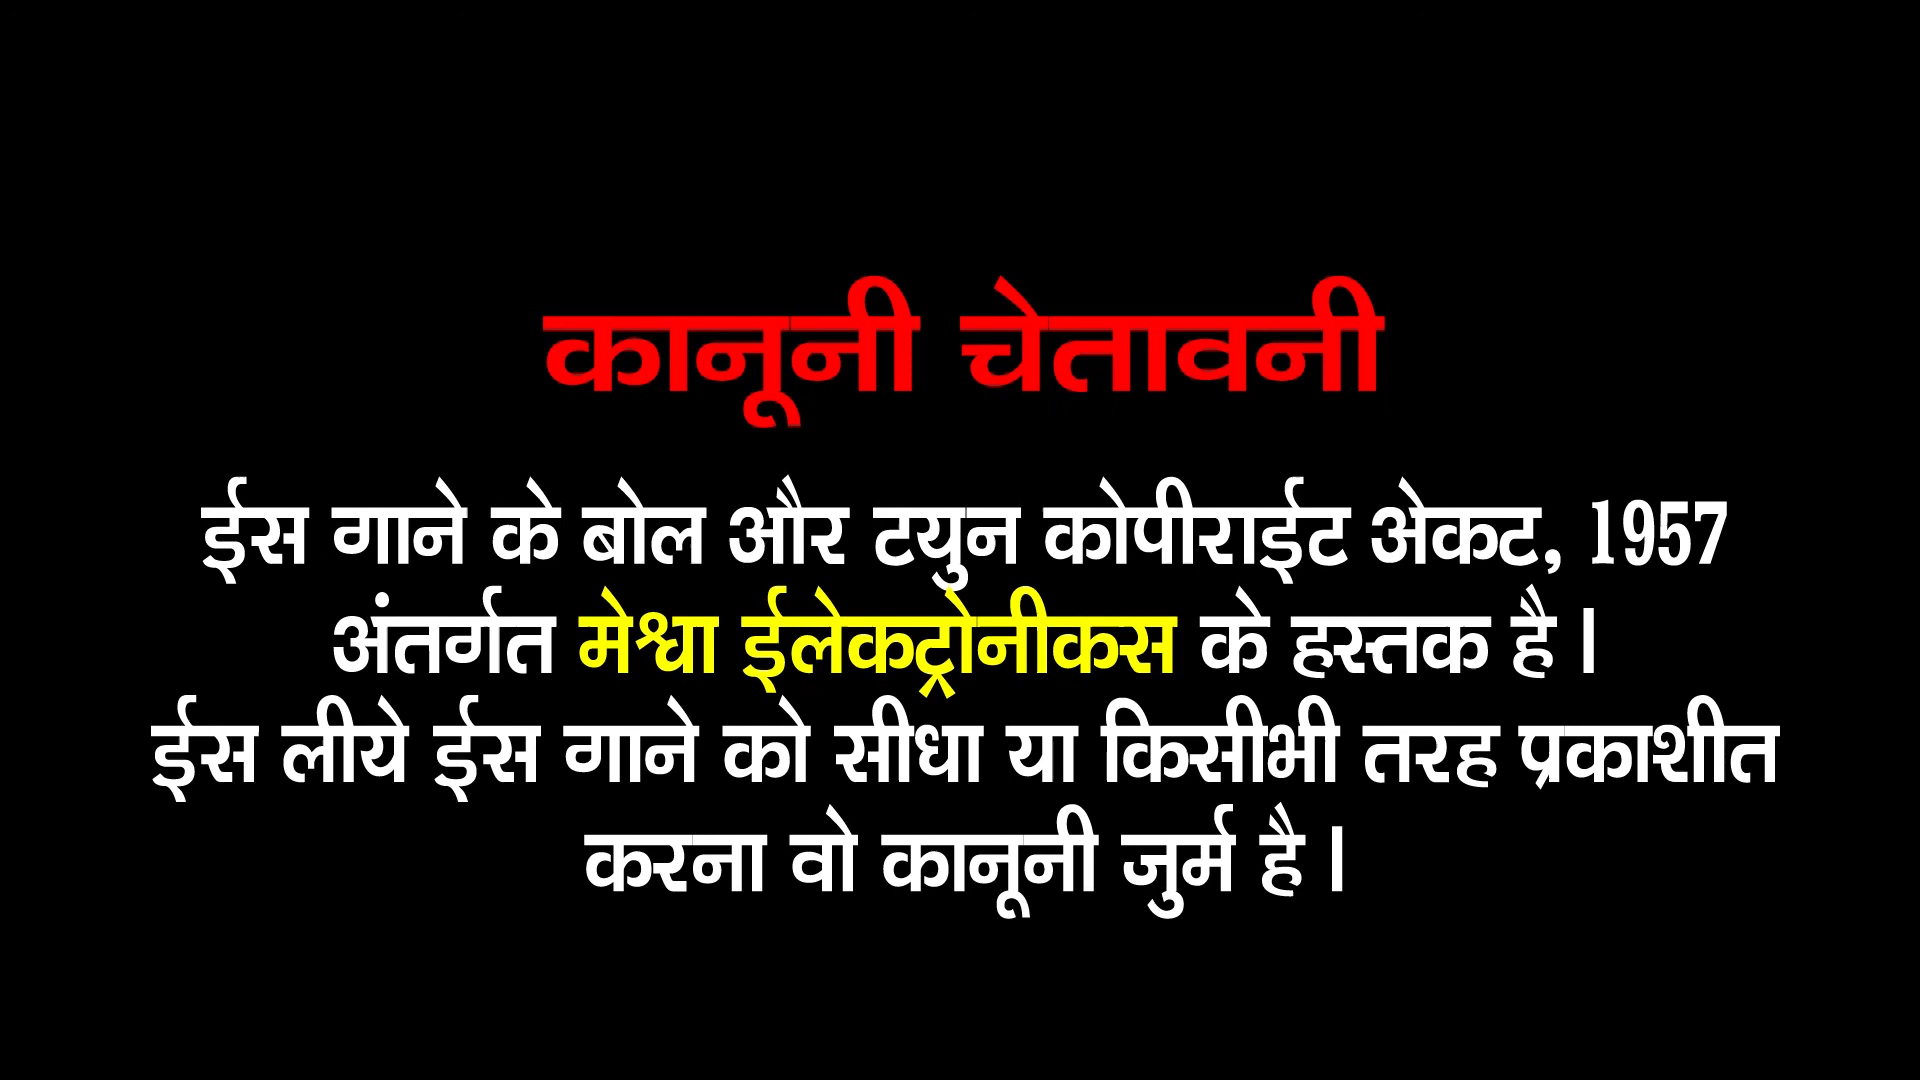 कानूनी चेतावनी
ईस गाने के बोल और टयुन कोपीराईट अेकट, 1957
अंतर्गत मेश्वा ईलेकट्रोनीकस के हस्तक है ।
ईस लीये ईस गाने को सीधा या किसीभी तरह प्रकाशीत
करना वो कानूनी जुर्म है ।